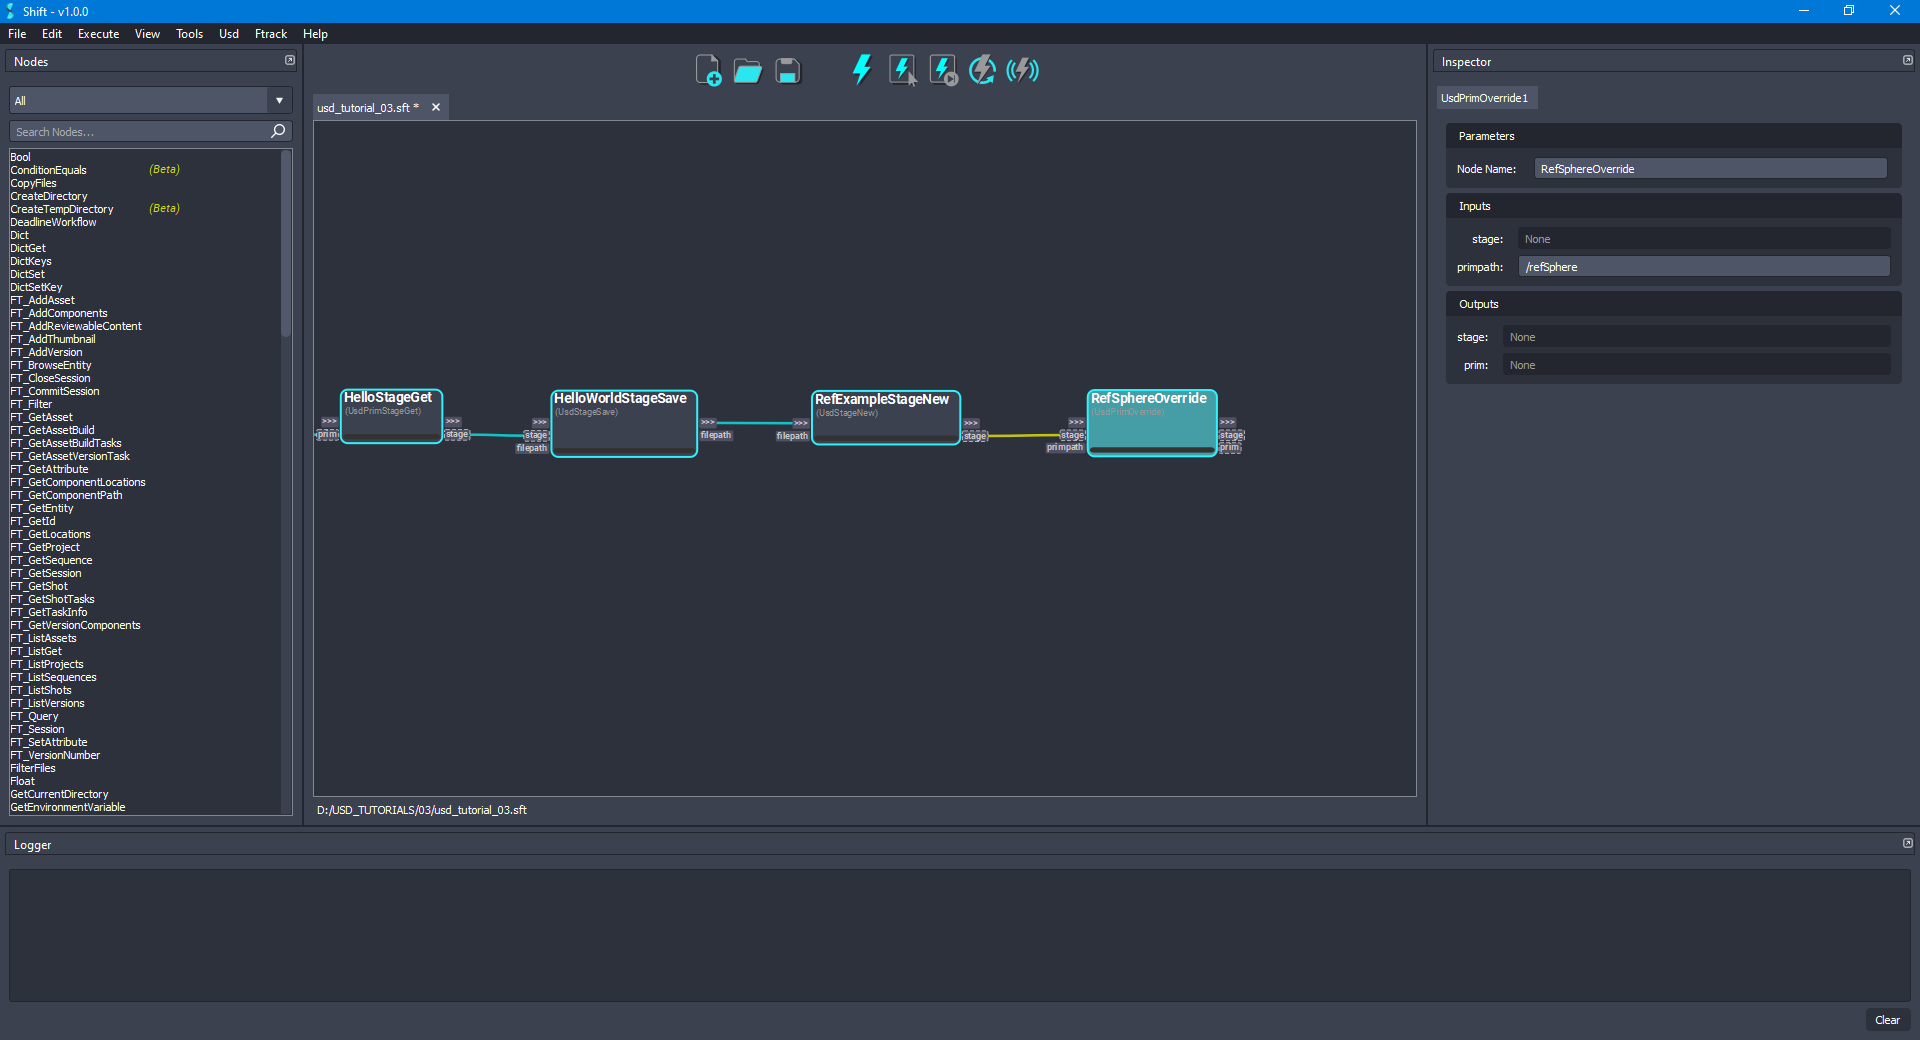 Shift - v1.0.0
File Edit Execute View Tools Usd Ftrack Help
Nodes
All
Search Nodes...
Bool
ConditionEquals (Beta)
CopyFiles
CreateDirectory
CreateTempDirectory (Beta)
DeadlineWorkflow
Dict
DictGet
DictKeys
DictSet
DictSetKey
FT_AddAsset
FT_AddComponents
FT_AddReviewableContent
FT_AddThumbnail
FT_AddVersion
FT_BrowseEntity
FT_CloseSession
FT_CommitSession
FT_Filter
FT_GetAsset
FT_GetAssetBuild
FT_GetAssetBuildTasks
FT_GetAssetVersionTask
FT_GetAttribute
FT_GetComponentLocations
FT_GetComponentPath
FT_GetEntity
FT_GetId
FT_GetLocations
FT_GetProject
FT_GetSequence
FT_GetSession
FT_GetShot
FT_GetShotTasks
FT_GetTaskInfo
FT_GetVersionComponents
FT_ListAssets
FT_ListGet
FT_ListProjects
FT_ListSequences
FT_ListShots
FT_ListVersions
FT_Query
FT_Session
FT_SetAttribute
FT_VersionNumber
FilterFiles
Float
GetCurrentDirectory
GetEnvironmentVariable
usd_tutorial_03.sft *
HelloStageGet
(UsdPrimStageGet)
>>> >>>
prim stage
HelloWorldStageSave
(UsdStageSave)
>>> >>>
stage filepath
filepath
RefExampleStageNew
(UsdStageNew)
>>> >>>
filepath stage
RefSphereOverride
(UsdPrimOverride)
>>> >>>
stage stage
primpath prim
D:/USD_TUTORIALS/03/usd_tutorial_03.sft
Inspector
UsdPrimOverride1
Parameters
Node Name: RefSphereOverride
Inputs
stage: None
primpath: /refSphere
Outputs
stage: None
prim: None
Logger
Clear